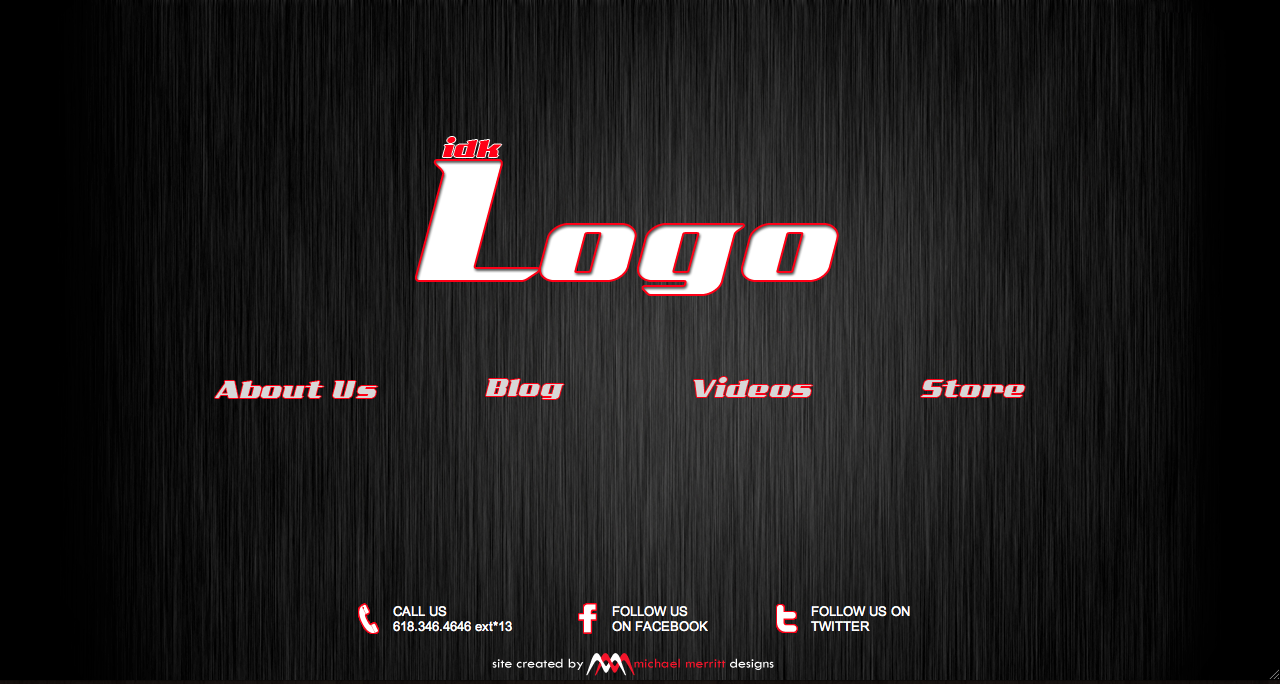 idk
Logo
About Us Blog Videos Store
CALL US
618.346.4646 ext*13
FOLLOW US
ON FACEBOOK
FOLLOW US ON
TWITTER
site created by michael merritt designs